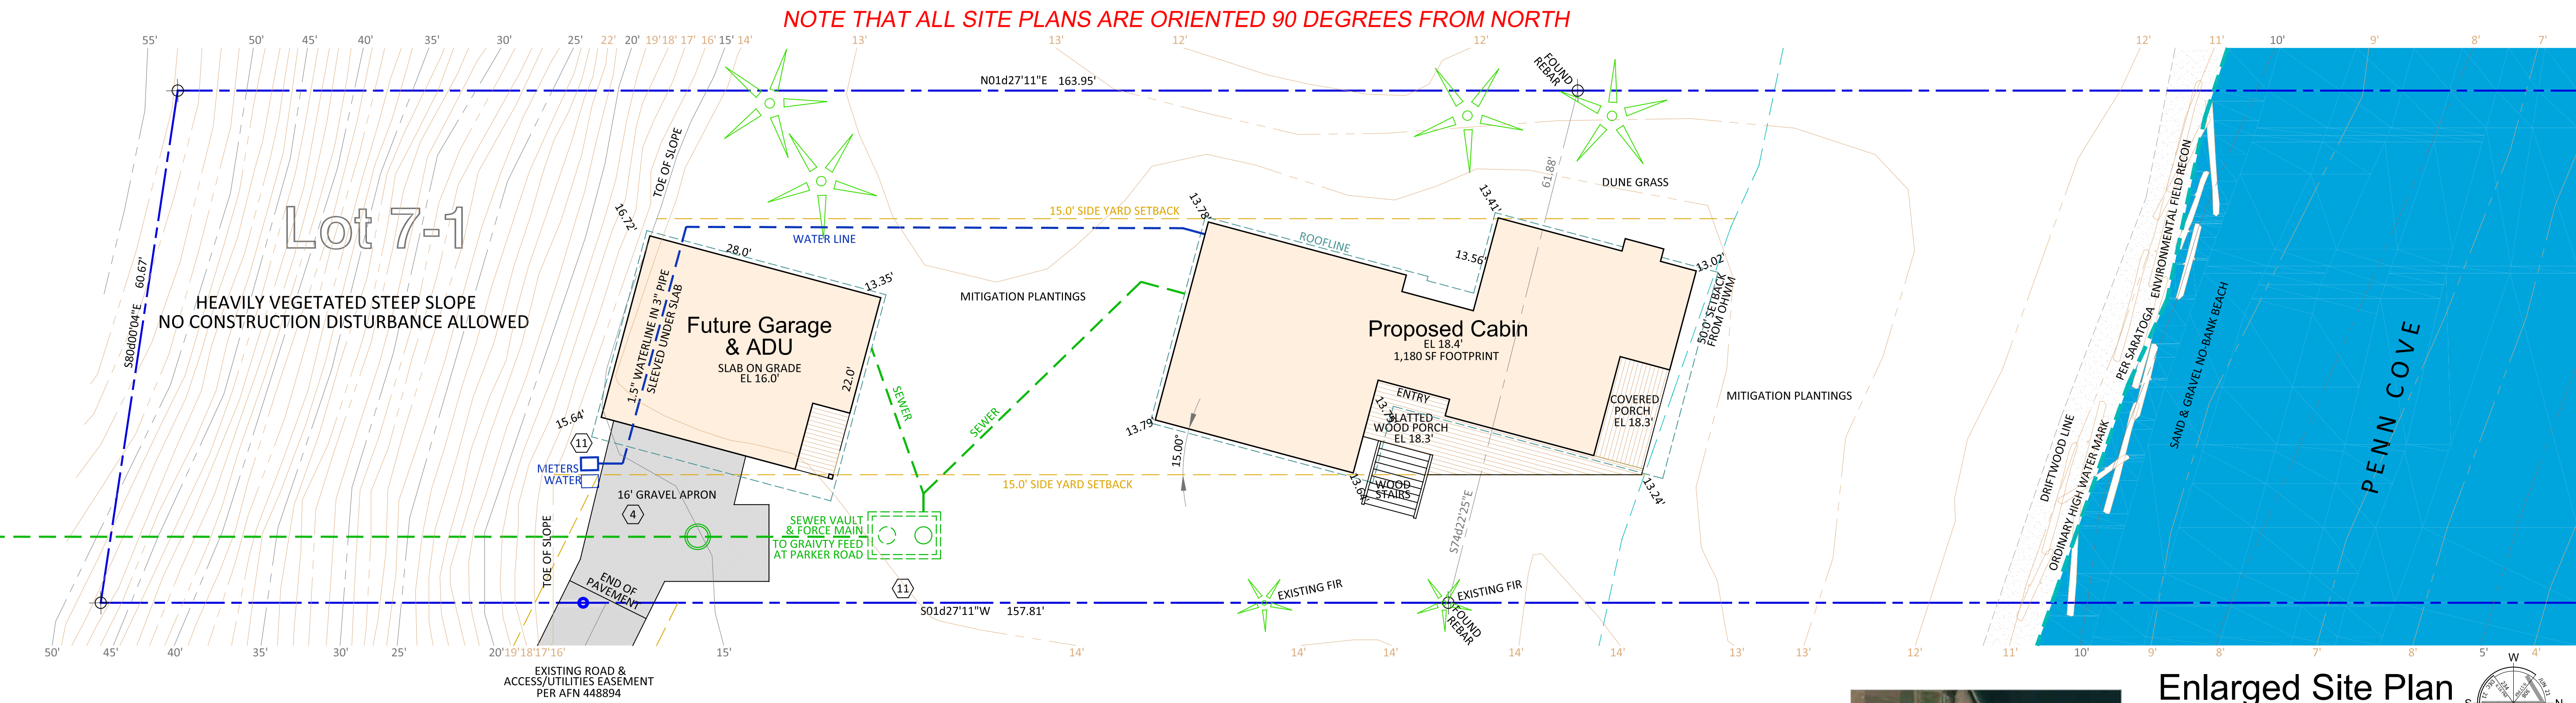 NOTE THAT ALL SITE PLANS ARE ORIENTED 90 DEGREES FROM NORTH
55' 50' 45' 40' 35' 30' 25' 22' 20' 19' 18' 17' 16' 15' 14' 13' 13' 12' 12' 12' 11' 10' 9' 8' 7'
N01d27'11"E 163.95'
FOUND
REBAR
TOE OF SLOPE
61.88'
DUNE GRASS
Lot 7-1
S80d00'04"E 60.67'
HEAVILY VEGETATED STEEP SLOPE
NO CONSTRUCTION DISTURBANCE ALLOWED
15.0' SIDE YARD SETBACK
WATER LINE
16.72'
28.0'
13.35'
22.0'
15.64'
1.5" WATERLINE IN 3" PIPE
SLEEVED UNDER SLAB
Future Garage
& ADU
SLAB ON GRADE
EL 16.0'
MITIGATION PLANTINGS
SEWER
SEWER
13.78'
ROOFLINE
13.41'
13.56'
13.02'
50.0' SETBACK
FROM OHWM
Proposed Cabin
EL 18.4'
1,180 SF FOOTPRINT
ENTRY
SLATTED
WOOD PORCH
EL 18.3'
COVERED
PORCH
EL 18.3'
MITIGATION PLANTINGS
13.79'
15.00°
WOOD
STAIRS
13.24'
S74d22'25"E
11
METERS
WATER
16' GRAVEL APRON
4
15.0' SIDE YARD SETBACK
SEWER VAULT
& FORCE MAIN
TO GRAIVTY FEED
AT PARKER ROAD
TOE OF SLOPE
END OF
PAVEMENT
11
S01d27'11"W 157.81'
EXISTING FIR
EXISTING FIR
FOUND
REBAR
DRIFTWOOD LINE
ORDINARY HIGH WATER MARK
PER SARATOGA ENVIRONMENTAL FIELD RECON
SAND & GRAVEL NO-BANK BEACH
PENN COVE
50' 45' 40' 35' 30' 25' 20' 19' 18' 17' 16' 15' 14' 14' 14' 14' 14' 13' 13' 12' 11' 10' 9' 8' 7' 8' 5' 4'
EXISTING ROAD &
ACCESS/UTILITIES EASEMENT
PER AFN 448894
Enlarged Site Plan
W
S
N
JUN 21
DEC 21